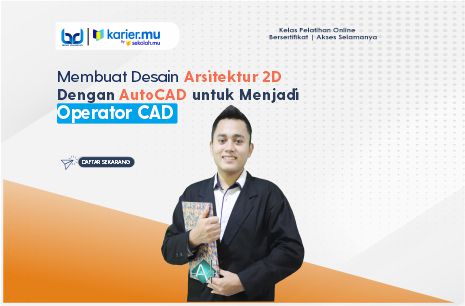 karier.mu
by sekolah.mu
Kelas Pelatihan Online
Bersertifikat | Akses Selamanya
Membuat Desain Arsitektur 2D
Dengan AutoCAD untuk Menjadi
Operator CAD
DAFTAR SEKARANG
A